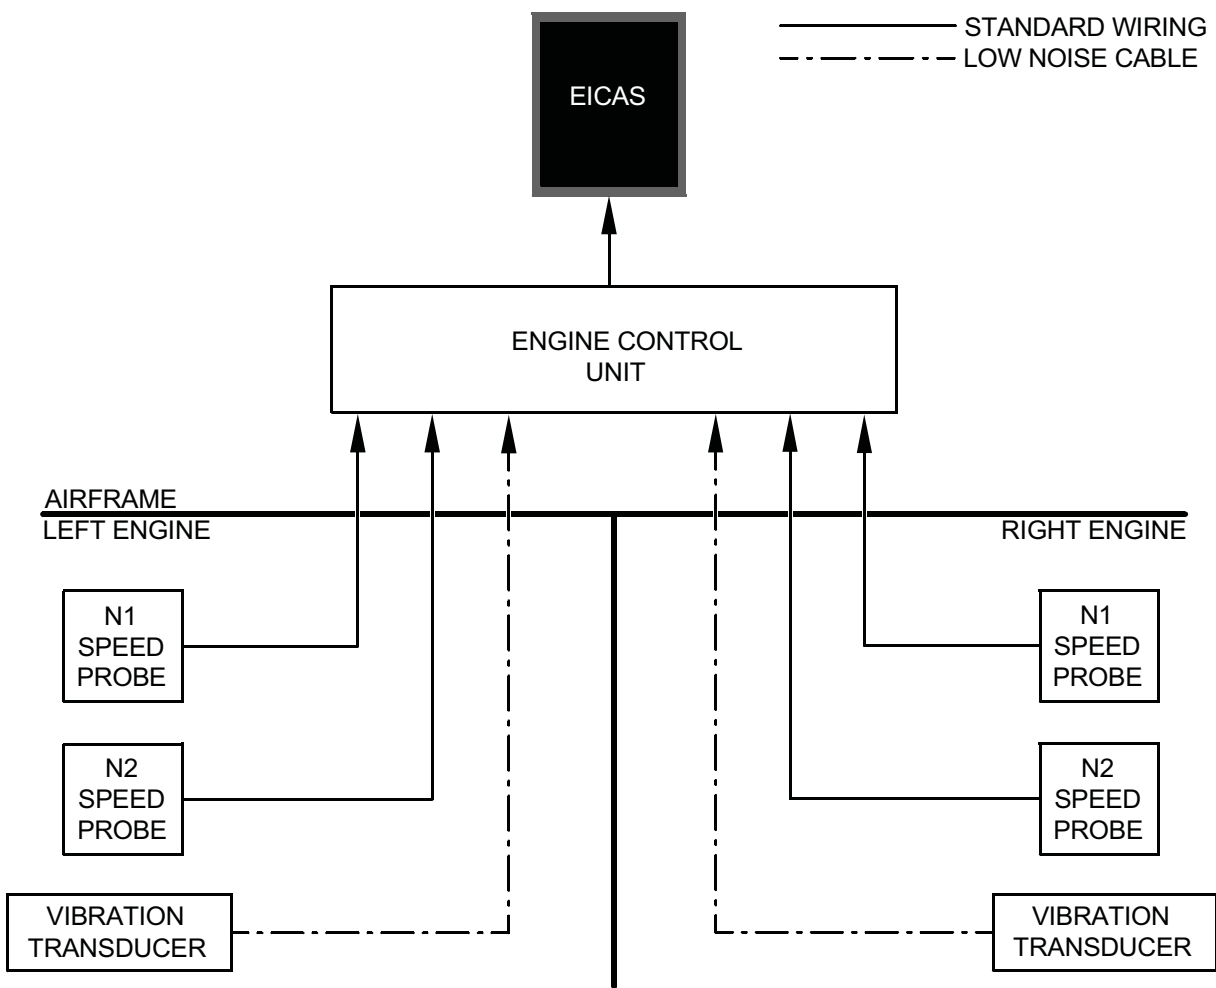 STANDARD WIRING
LOW NOISE CABLE
EICAS
ENGINE CONTROL
UNIT
AIRFRAME
LEFT ENGINE
RIGHT ENGINE
N1
SPEED
PROBE
N1
SPEED
PROBE
N2
SPEED
PROBE
N2
SPEED
PROBE
VIBRATION
TRANSDUCER
VIBRATION
TRANSDUCER